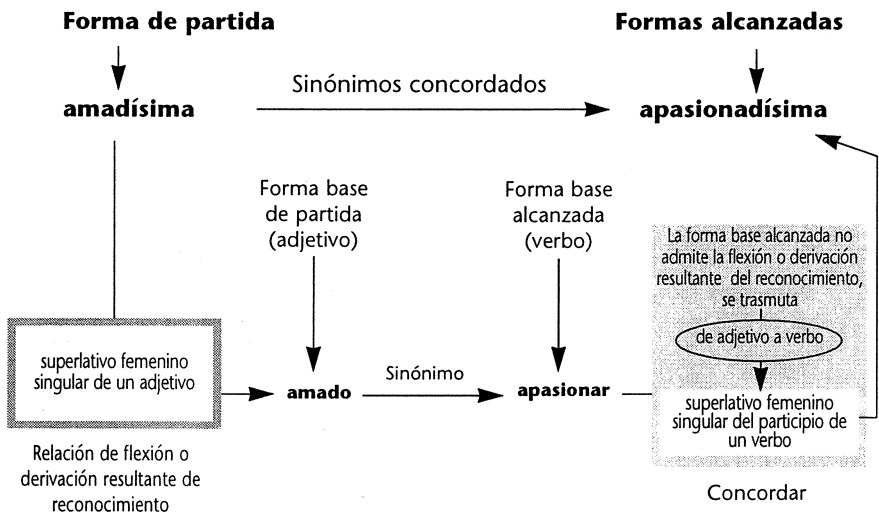 Forma de partida
Formas alcanzadas
Sinónimos concordados
amadísima
apasionadísima
Forma base
de partida
(adjetivo)
Forma base
alcanzada
(verbo)
La forma base alcanzada no
admite la flexión o derivación
resultante del reconocimiento,
se trasmuta
de adjetivo a verbo
superlativo femenino
singular de un adjetivo
amado
Sinónimo
apasionar
superlativo femenino
singular del participio de
un verbo
Relación de flexión o
derivación resultante de
reconocimiento
Concordar